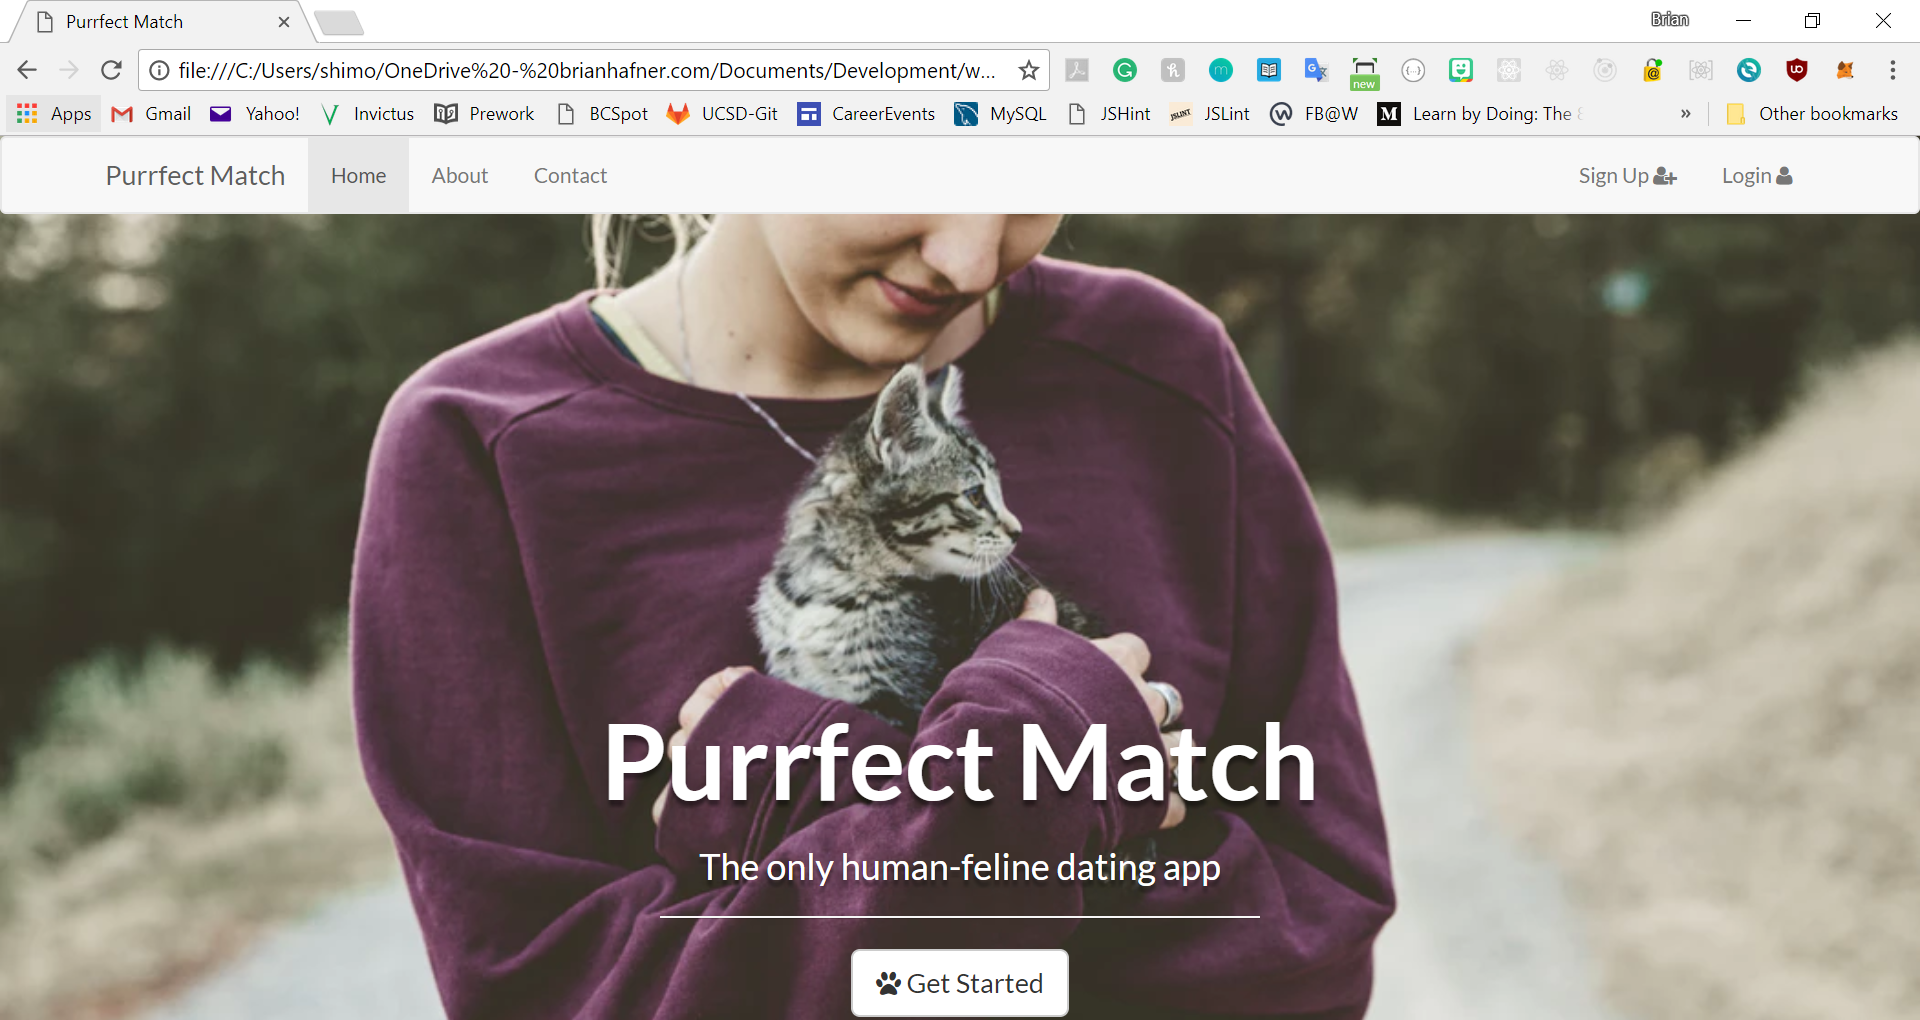 Purrfect Match
Brian
file:///C:/Users/shimo/OneDrive%20-%20brianhafner.com/Documents/Development/w...
new
Apps Gmail Yahoo! Invictus Prework BCSpot UCSD-Git CareerEvents MySQL JSHint JSLint FB@W Learn by Doing: The » Other bookmarks
Purrfect Match Home About Contact Sign Up Login
Purrfect Match
The only human-feline dating app
Get Started